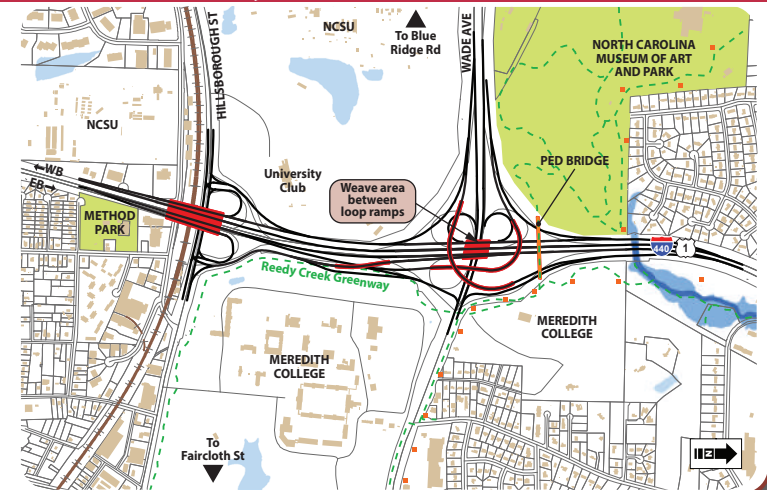 NCSU
To Blue
Ridge Rd
WADE AVE
HILLSBOROUGH ST
NORTH CAROLINA
MUSEUM OF ART
AND PARK
NCSU
PED BRIDGE
←WB
EB→
University
Club
Weave area
between
loop ramps
METHOD
PARK
440
1
Reedy Creek Greenway
MEREDITH
COLLEGE
MEREDITH
COLLEGE
To
Faircloth St
N